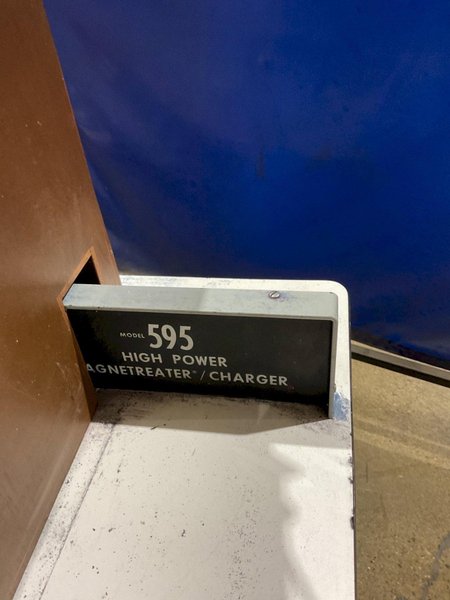 MODEL 595
HIGH POWER
AGNETREATER™/CHARGER